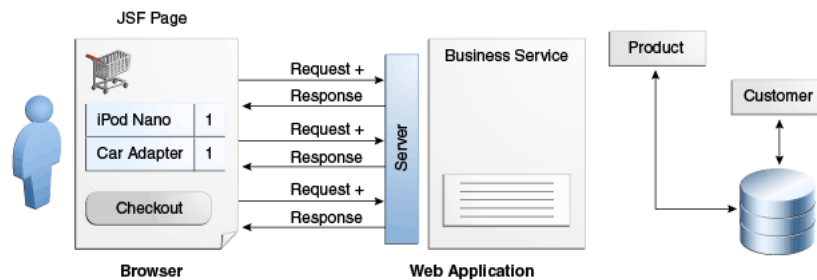 JSF Page
iPod Nano 1
Car Adapter 1
Checkout
Browser
Request +
Response
Request +
Response
Request +
Response
Server
Business Service
Web Application
Product
Customer